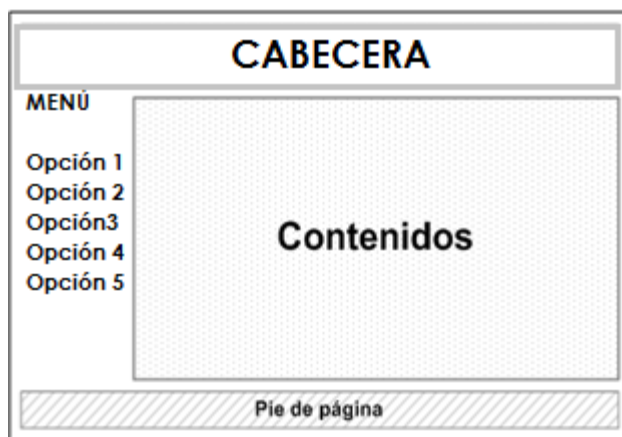 CABECERA
MENÚ
Opción 1
Opción 2
Opción3
Opción 4
Opción 5
Contenidos
Pie de página